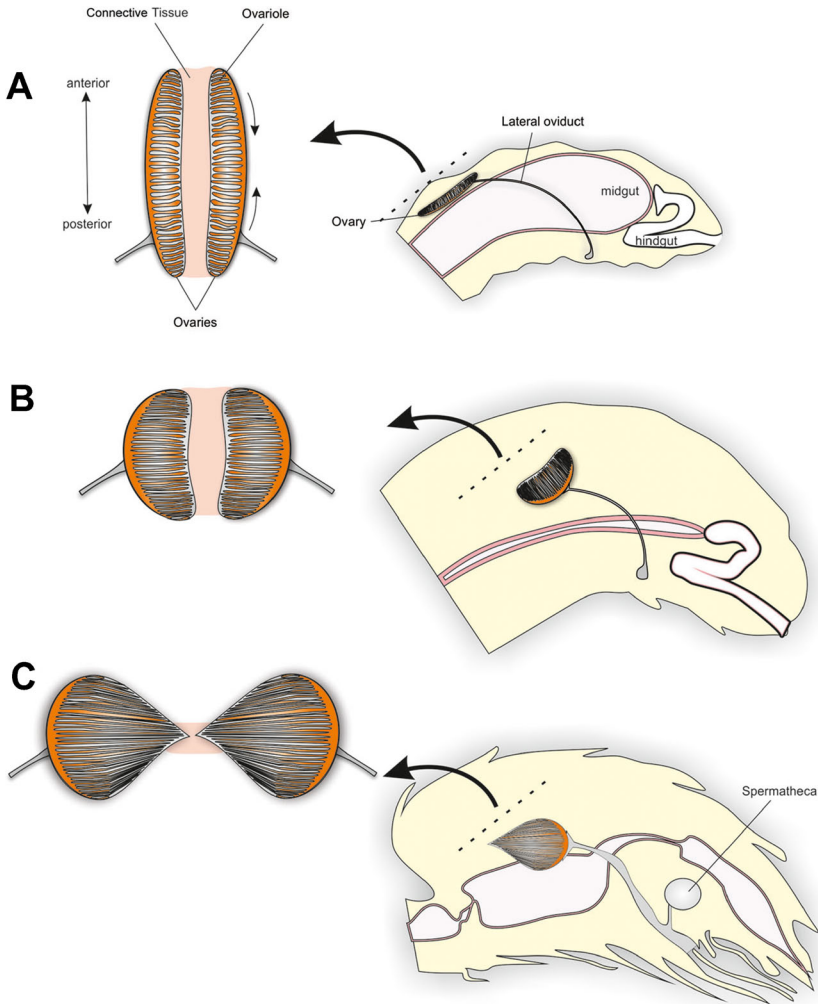 Connective Tissue
Ovariole
A
anterior
posterior
Ovaries
Lateral oviduct
midgut
Ovary
hindgut
B
C
Spermatheca